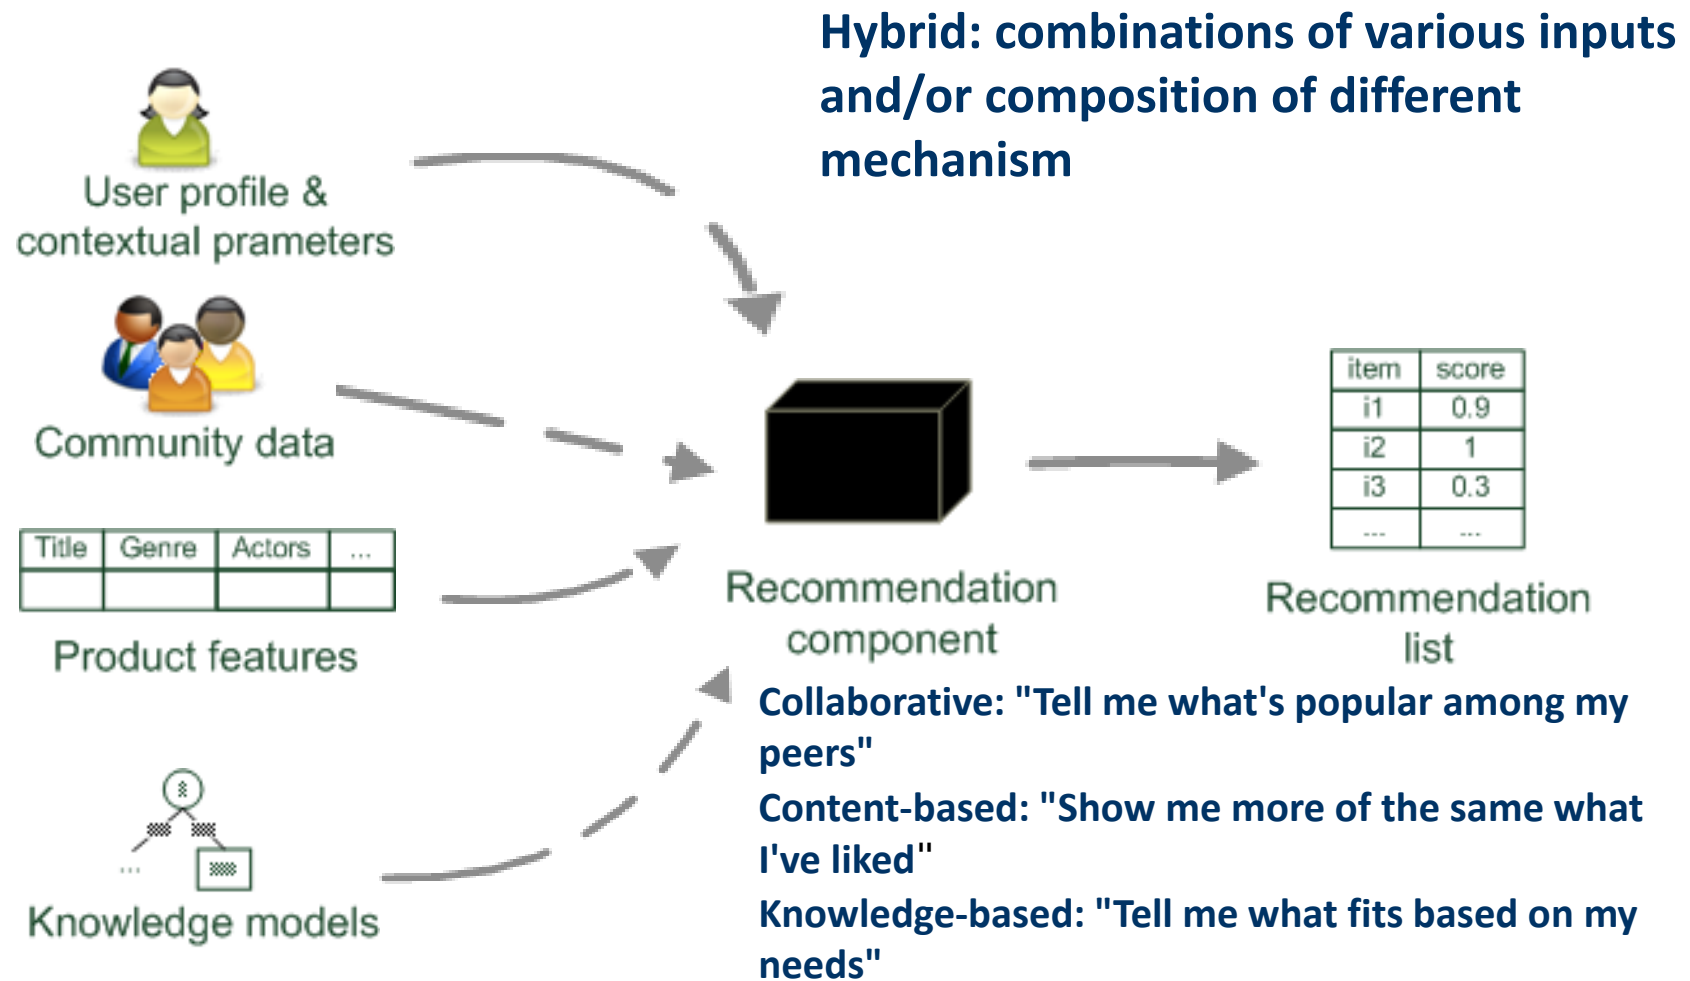 Hybrid: combinations of various inputs
and/or composition of different
mechanism
User profile &
contextual prameters
Community data
Title Genre Actors ...
Product features
...
Knowledge models
Recommendation
component
item score
i1 0.9
i2 1
i3 0.3
... ...
Recommendation
list
Collaborative: "Tell me what's popular among my
peers"
Content-based: "Show me more of the same what
I've liked"
Knowledge-based: "Tell me what fits based on my
needs"